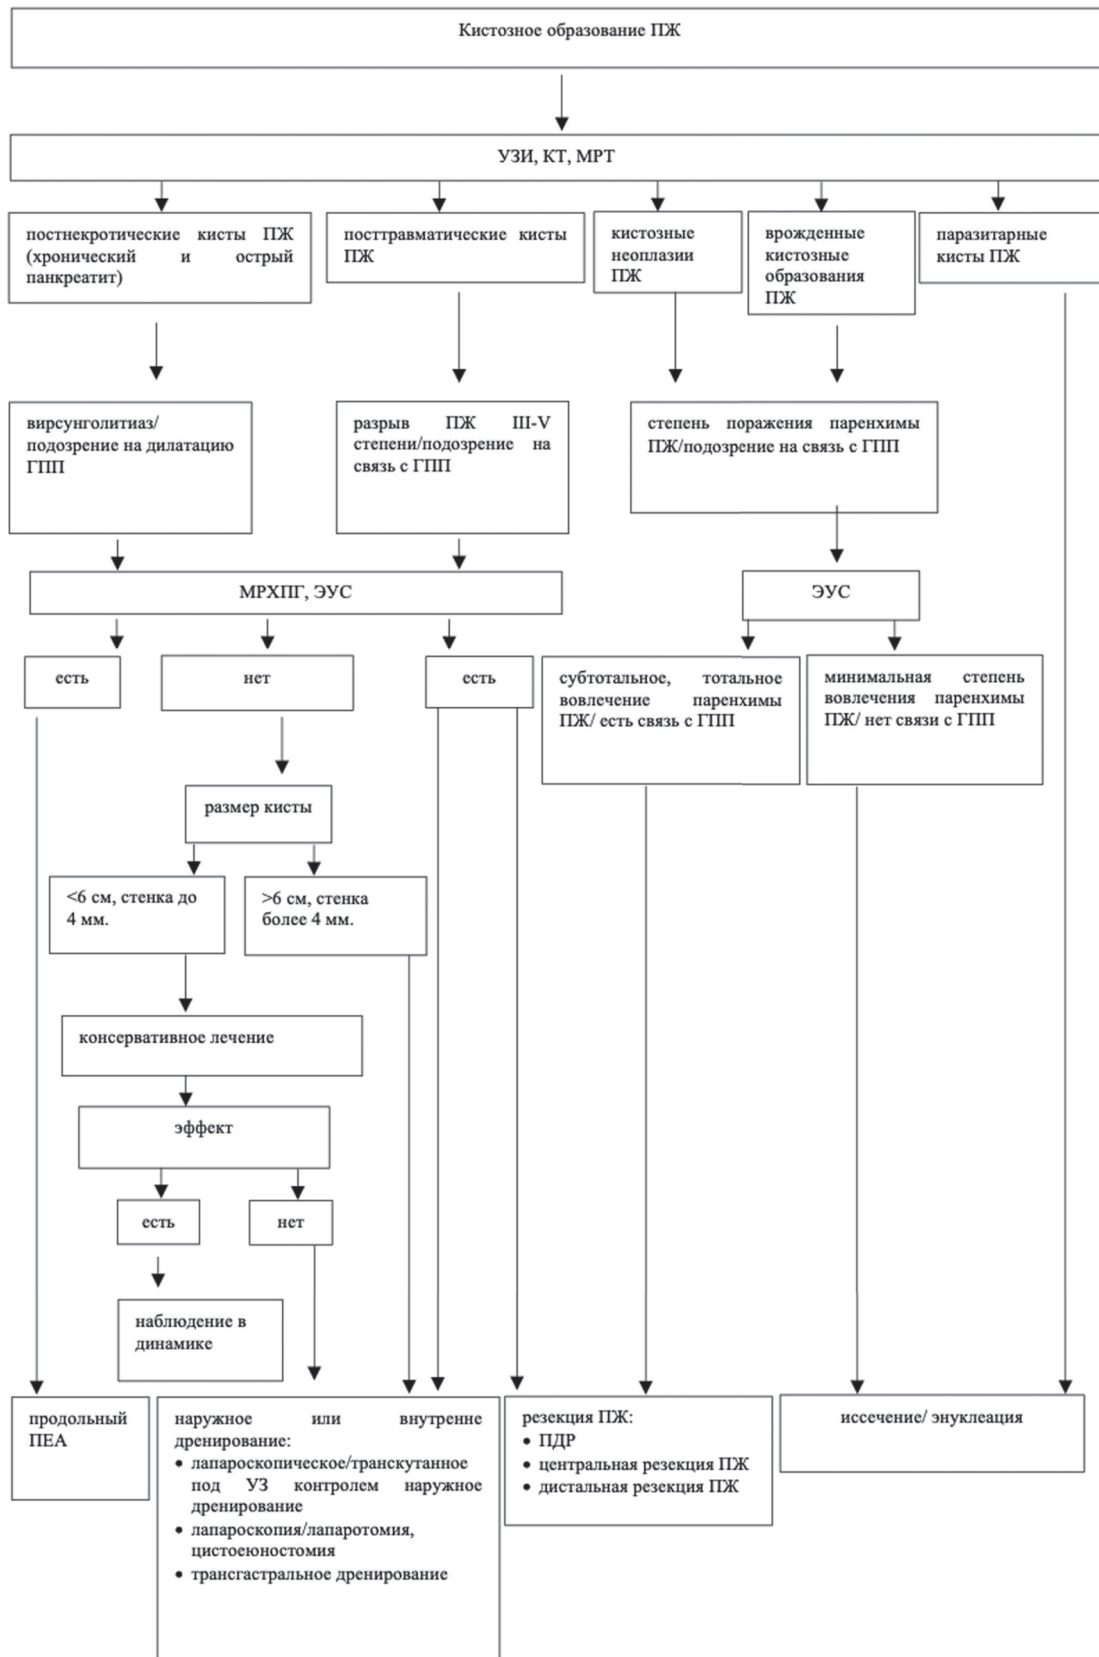 Кистозное образование ПЖ
УЗИ, КТ, МРТ
постнекротические кисты ПЖ
(хронический и острый
панкреатит)
посттравматические кисты
ПЖ
кистозные
неоплазии
ПЖ
врожденные
кистозные
образования
ПЖ
паразитарные
кисты ПЖ
вирсунголитиаз/
подозрение на дилатацию
ГПП
разрыв ПЖ III-V
степени/подозрение на
связь с ГПП
степень поражения паренхимы
ПЖ/подозрение на связь с ГПП
МРХПГ, ЭУС
ЭУС
есть
нет
есть
субтотальное, тотальное
вовлечение паренхимы
ПЖ/ есть связь с ГПП
минимальная степень
вовлечения паренхимы
ПЖ/ нет связи с ГПП
размер кисты
<6 см, стенка до
4 мм.
>6 см, стенка
более 4 мм.
консервативное лечение
эффект
есть
нет
наблюдение в
динамике
продольный
ПЕА
наружное или внутренне
дренирование:
• лапароскопическое/транскутанное
под УЗ контролем наружное
дренирование
• лапароскопия/лапаротомия,
цистоеюностомия
• трансгастральное дренирование
резекция ПЖ:
• ПДР
• центральная резекция ПЖ
• дистальная резекция ПЖ
иссечение/ энуклеация